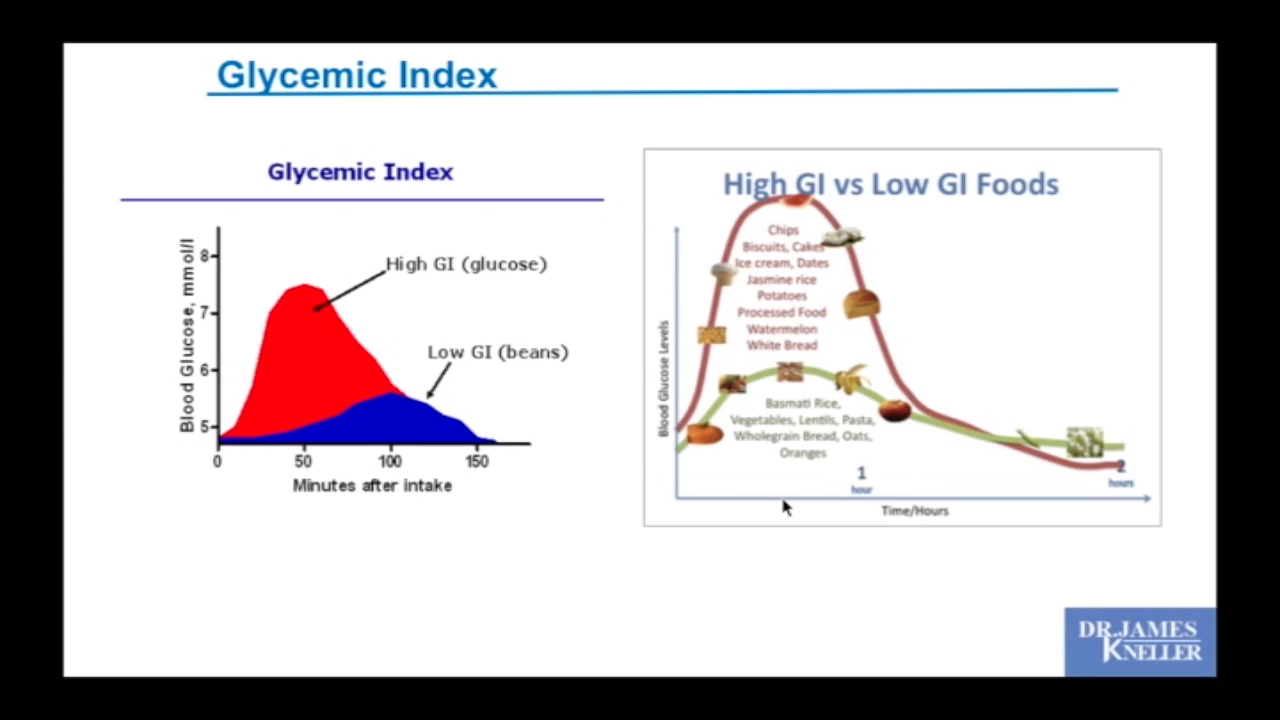 Glycemic Index
Glycemic Index
Blood Glucose, mmol/l
8
7
6
5
High GI (glucose)
Low GI (beans)
0 50 100 150
Minutes after intake
High GI vs Low GI Foods
Blood Glucose Levels
Chips
Biscuits, Cakes
Ice cream, Dates
Jasmine rice
Potatoes
Processed Food
Watermelon
White Bread
Basmati Rice,
Vegetables, Lentils, Pasta,
Wholegrain Bread, Oats,
Oranges
1
hour
2
hours
Time/Hours
DR.JAMES
KNELLER